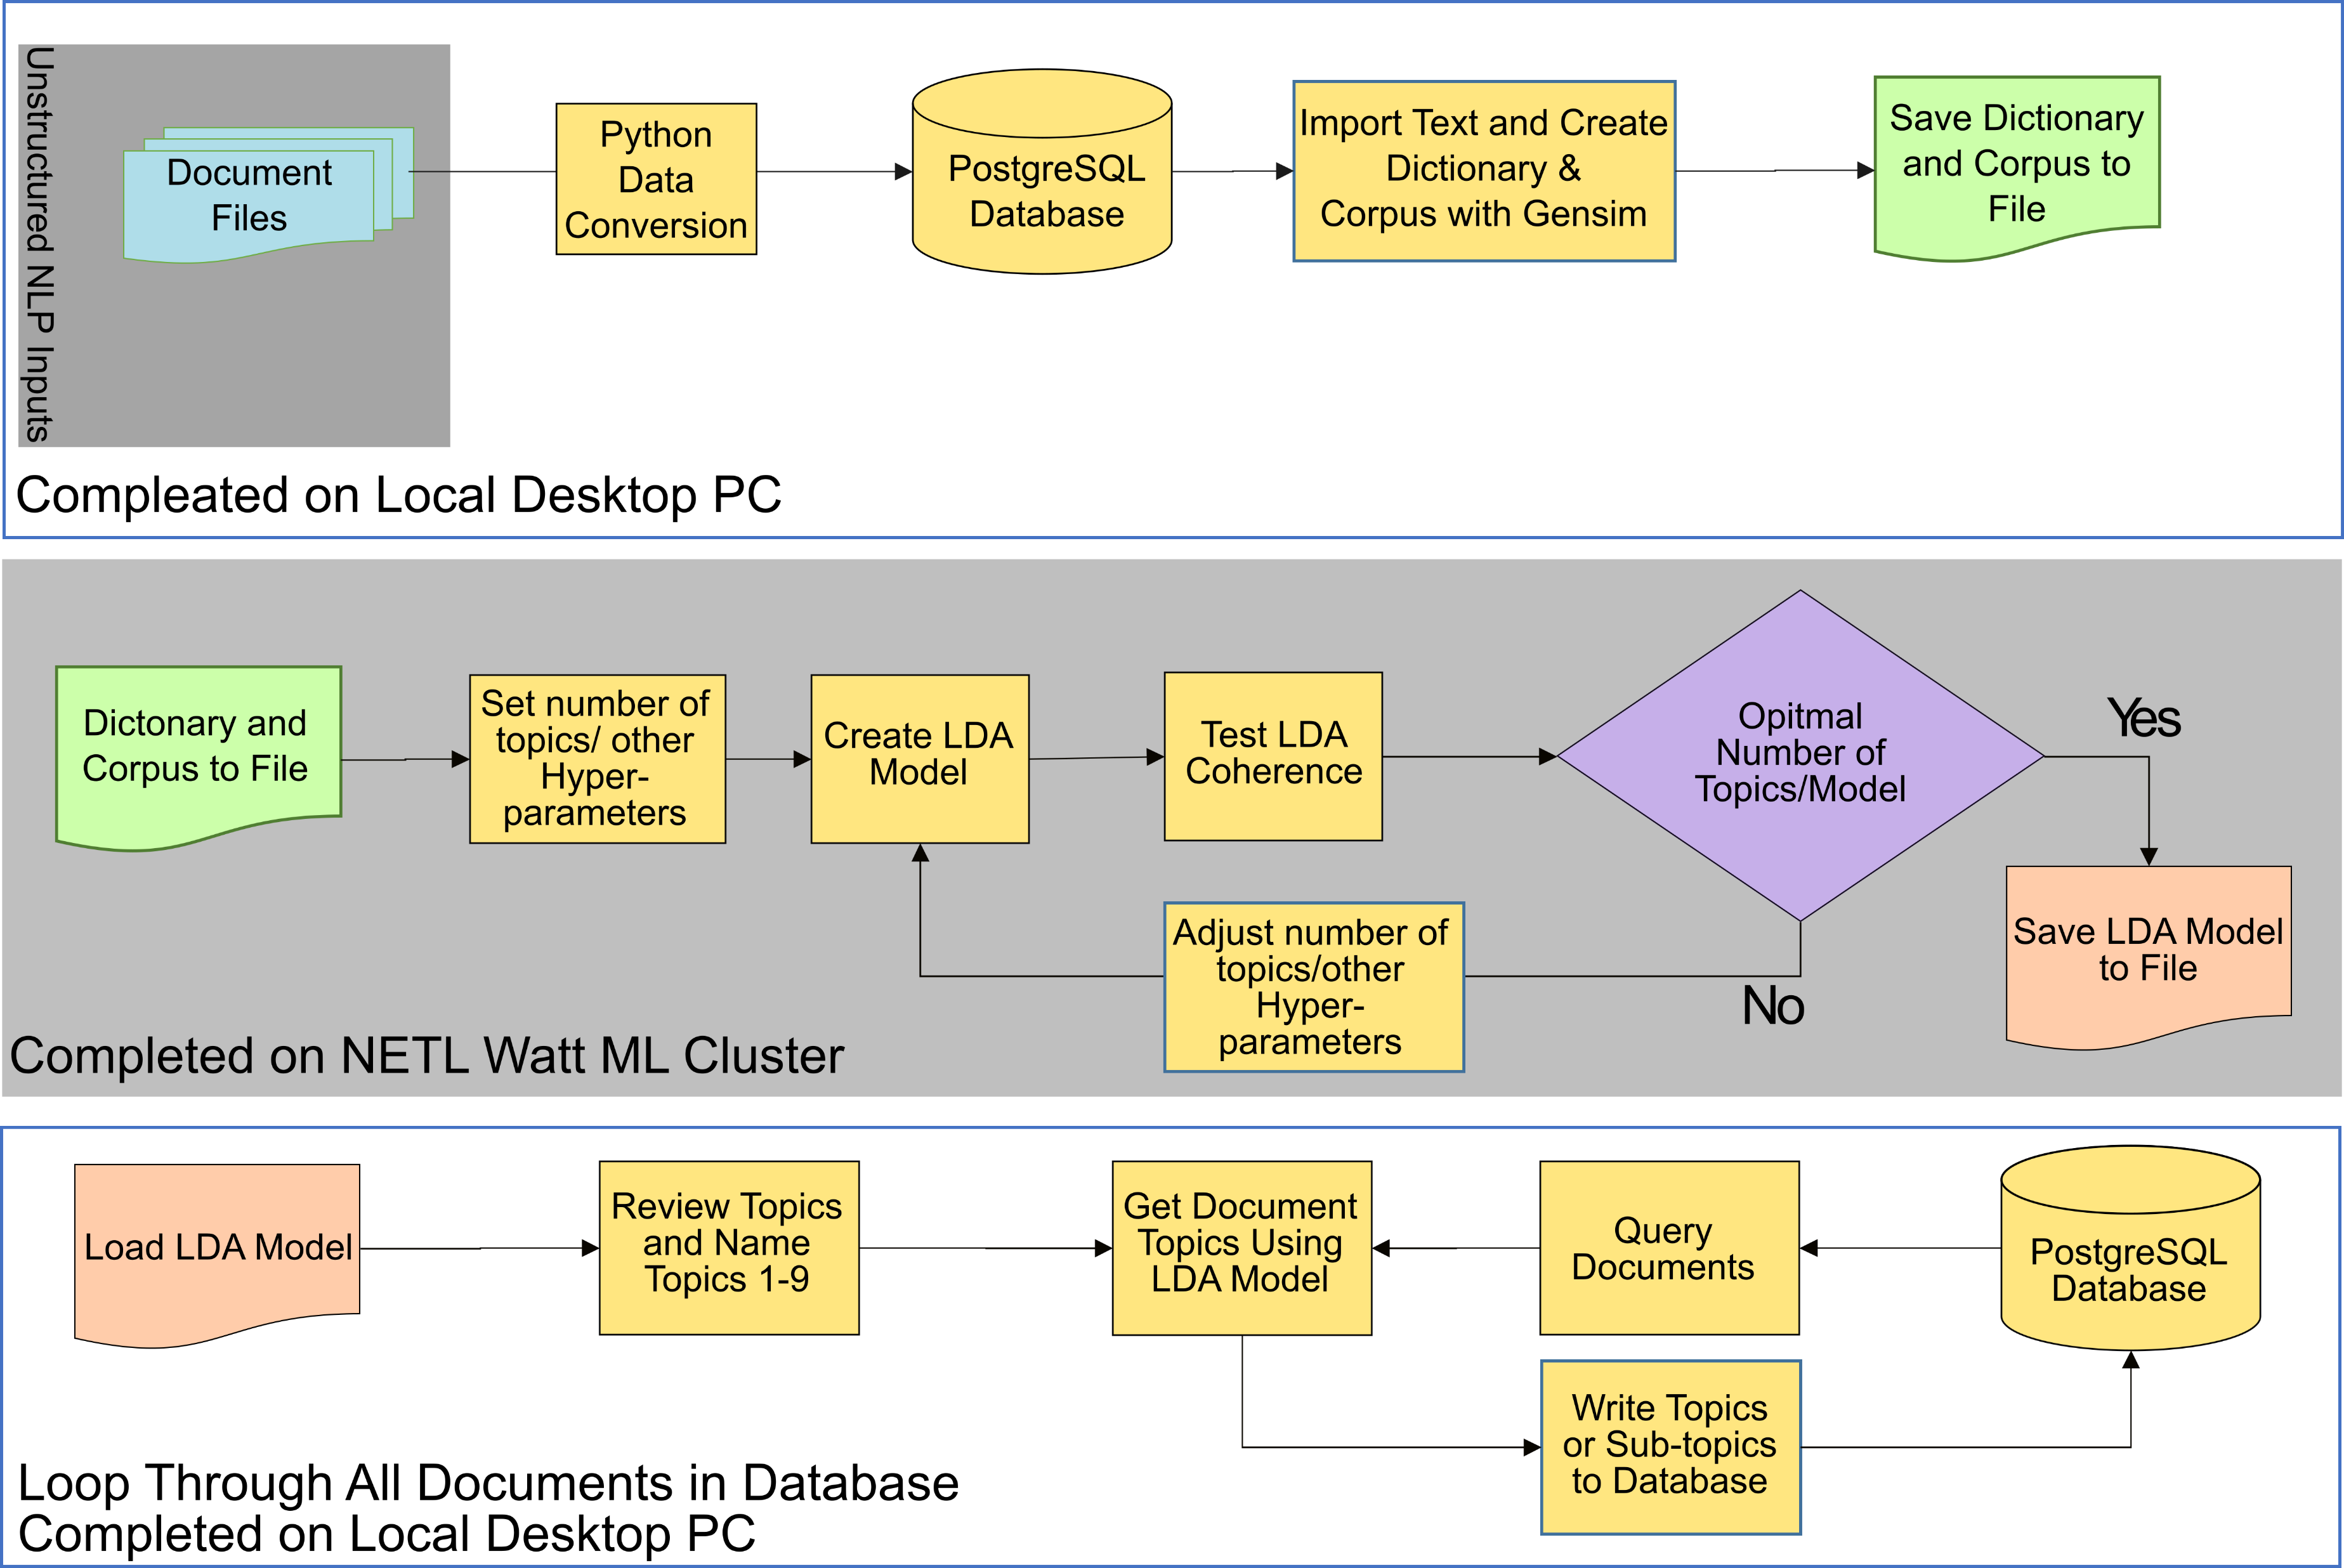 Unstructured NLP Inputs
Document
Files
Python
Data
Conversion
PostgreSQL
Database
Import Text and Create
Dictionary &
Corpus with Gensim
Save Dictionary
and Corpus to
File
Compleated on Local Desktop PC
Dictonary and
Corpus to File
Set number of
topics/ other
Hyper-
parameters
Create LDA
Model
Test LDA
Coherence
Opitmal
Number of
Topics/Model
Yes
Save LDA Model
to File
No
Adjust number of
topics/other
Hyper-
parameters
Completed on NETL Watt ML Cluster
Load LDA Model
Review Topics
and Name
Topics 1-9
Get Document
Topics Using
LDA Model
Query
Documents
PostgreSQL
Database
Write Topics
or Sub-topics
to Database
Loop Through All Documents in Database
Completed on Local Desktop PC